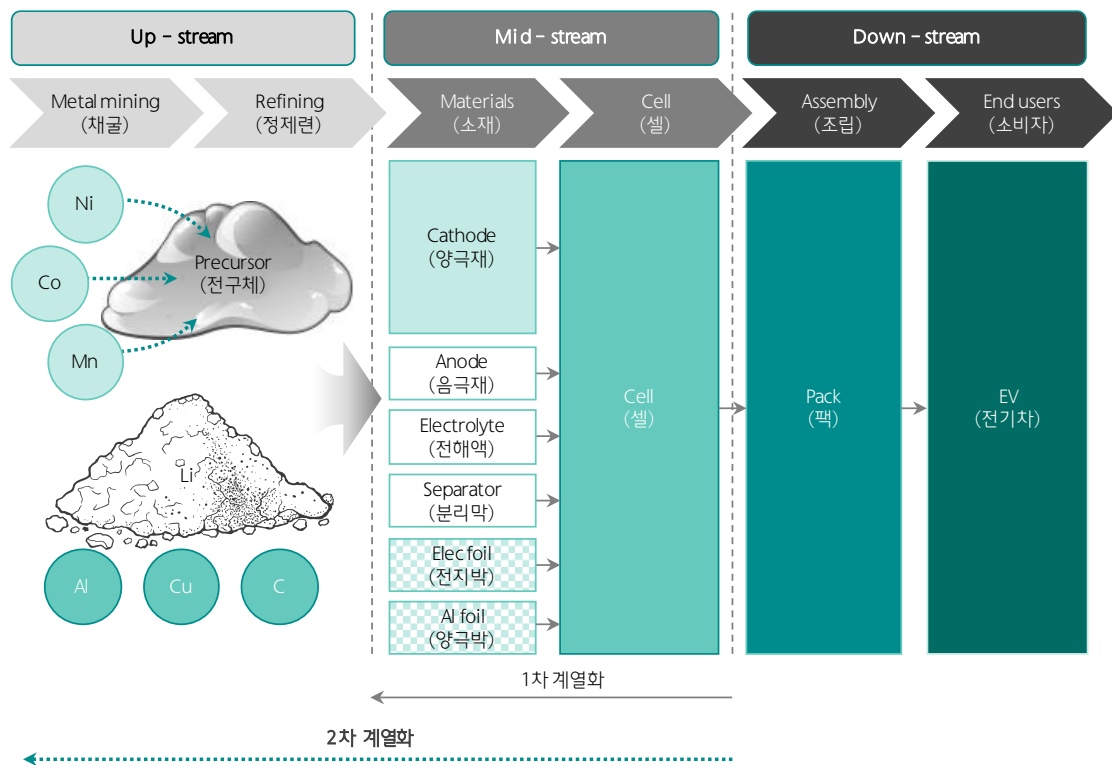 Up - stream
Mid - stream
Down - stream
Metal mining
(채굴)
Refining
(정제련)
Materials
(소재)
Cell
(셀)
Assembly
(조립)
End users
(소비자)
Ni
Co
Mn
Precursor
(전구체)
Li
Al
Cu
C
Cathode
(양극재)
Anode
(음극재)
Electrolyte
(전해액)
Separator
(분리막)
Elec foil
(전지박)
Al foil
(양극박)
Cell
(셀)
Pack
(팩)
EV
(전기차)
1차 계열화
2차 계열화